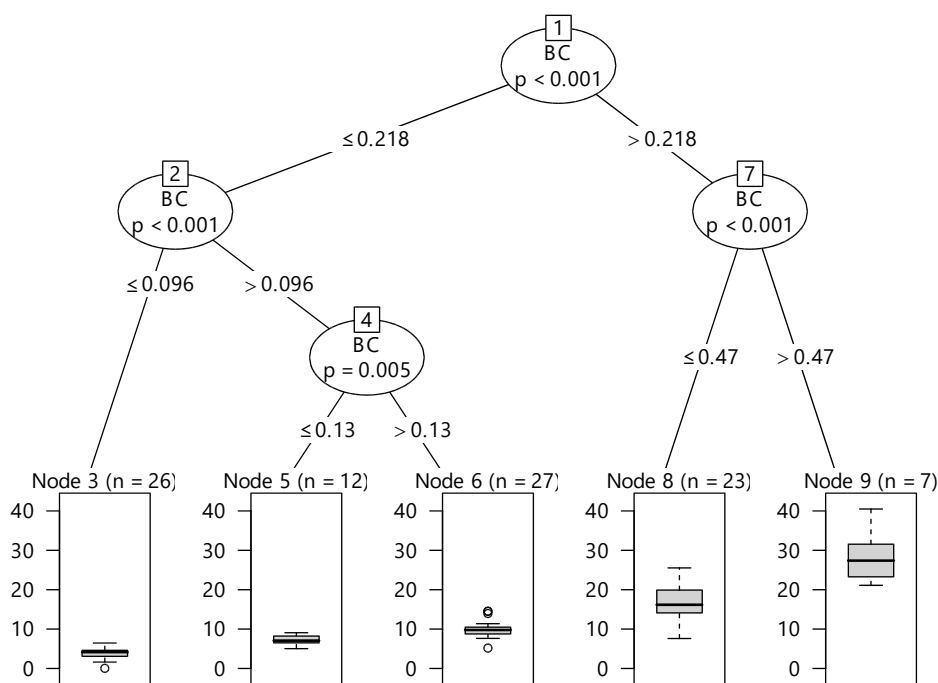 1
BC
p < 0.001
≤ 0.218
> 0.218
2
BC
p < 0.001
7
BC
p < 0.001
≤ 0.096
> 0.096
4
BC
p = 0.005
≤ 0.47
> 0.47
≤ 0.13
> 0.13
Node 3 (n = 26)
Node 5 (n = 12)
Node 6 (n = 27)
Node 8 (n = 23)
Node 9 (n = 7)
40
30
20
10
0
40
30
20
10
0
40
30
20
10
0
40
30
20
10
0
40
30
20
10
0